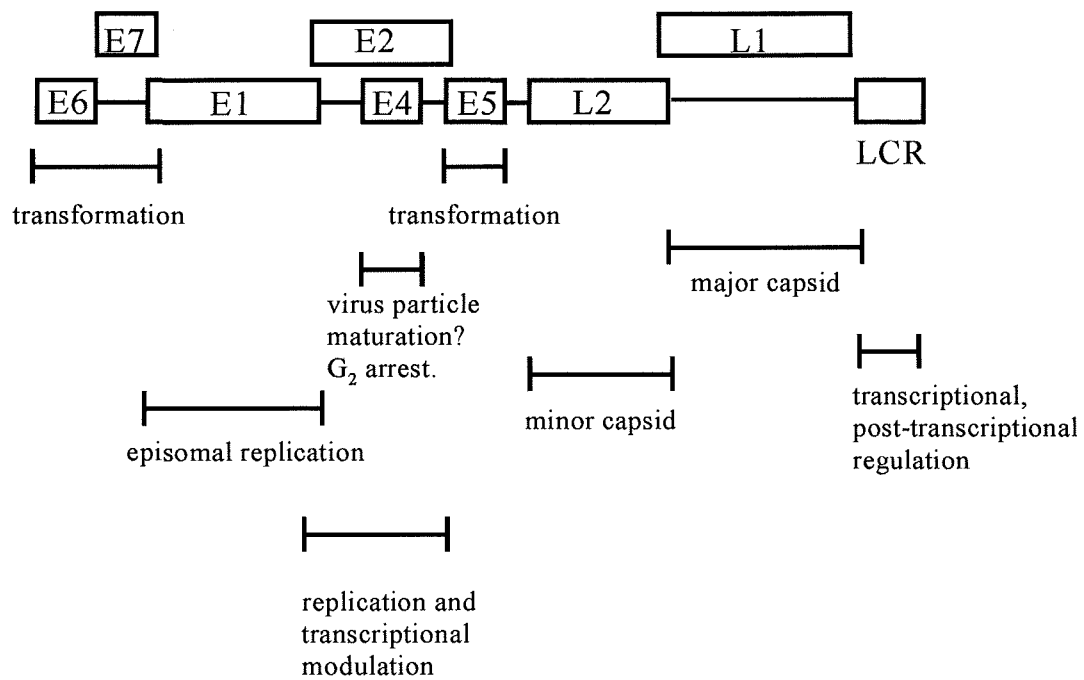 E7
E2
L1
E6
E1
E4
E5
L2
LCR
transformation
transformation
virus particle
maturation?
G₂ arrest.
major capsid
minor capsid
transcriptional,
post-transcriptional
regulation
episomal replication
replication and
transcriptional
modulation